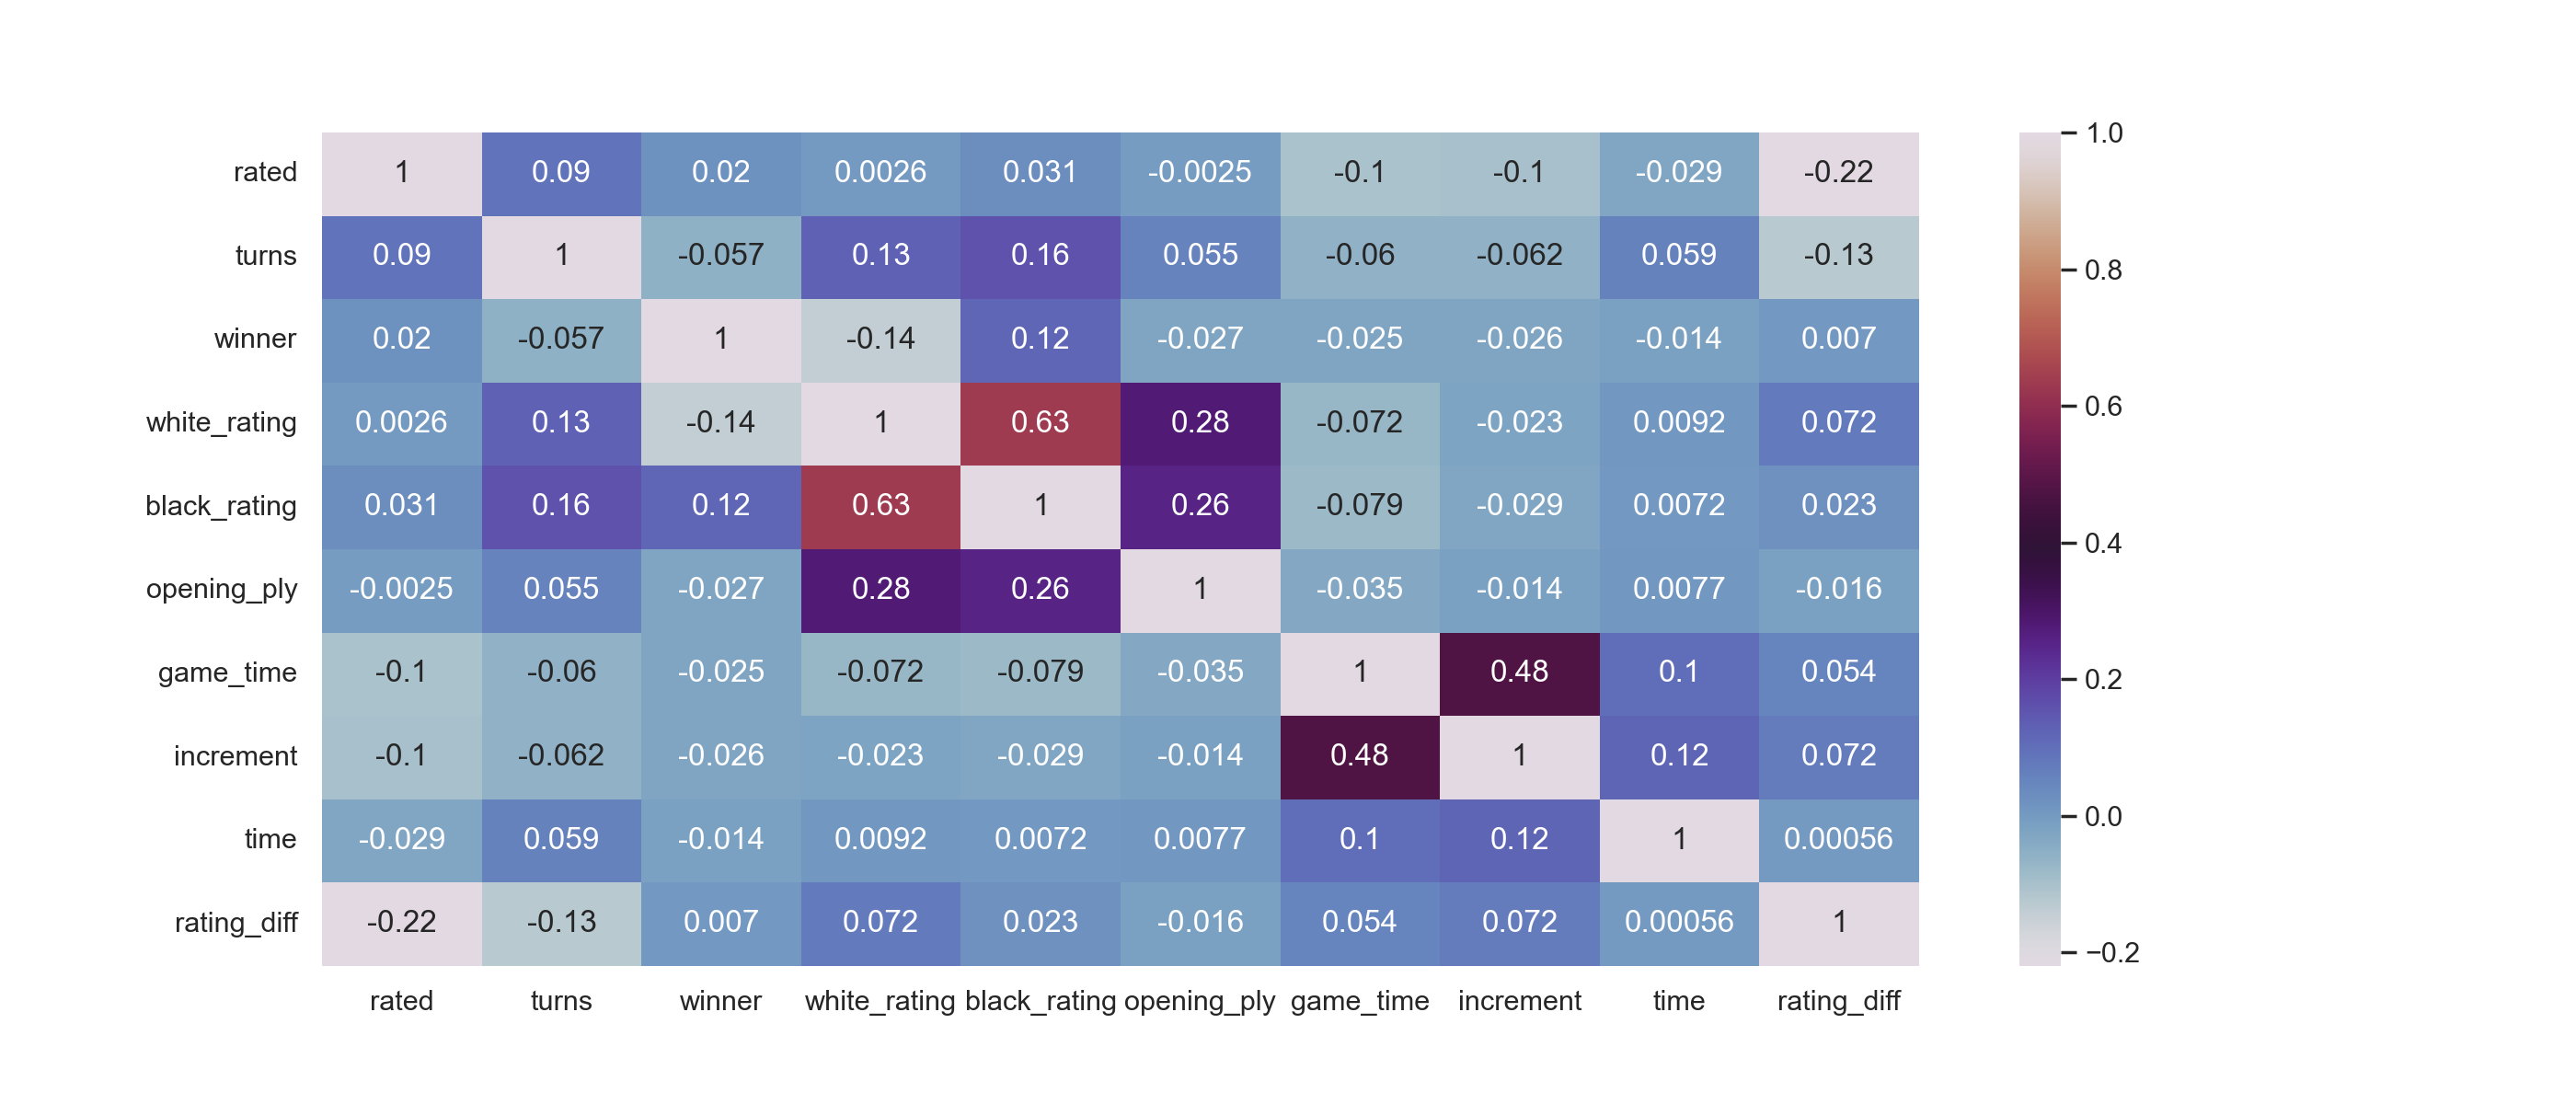 rated 1 0.09 0.02 0.0026 0.031 -0.0025 -0.1 -0.1 -0.029 -0.22
turns 0.09 1 -0.057 0.13 0.16 0.055 -0.06 -0.062 0.059 -0.13
winner 0.02 -0.057 1 -0.14 0.12 -0.027 -0.025 -0.026 -0.014 0.007
white_rating 0.0026 0.13 -0.14 1 0.63 0.28 -0.072 -0.023 0.0092 0.072
black_rating 0.031 0.16 0.12 0.63 1 0.26 -0.079 -0.029 0.0072 0.023
opening_ply -0.0025 0.055 -0.027 0.28 0.26 1 -0.035 -0.014 0.0077 -0.016
game_time -0.1 -0.06 -0.025 -0.072 -0.079 -0.035 1 0.48 0.1 0.054
increment -0.1 -0.062 -0.026 -0.023 -0.029 -0.014 0.48 1 0.12 0.072
time -0.029 0.059 -0.014 0.0092 0.0072 0.0077 0.1 0.12 1 0.00056
rating_diff -0.22 -0.13 0.007 0.072 0.023 -0.016 0.054 0.072 0.00056 1
rated turns winner white_rating black_rating opening_ply game_time increment time rating_diff
1.0
0.8
0.6
0.4
0.2
0.0
−0.2